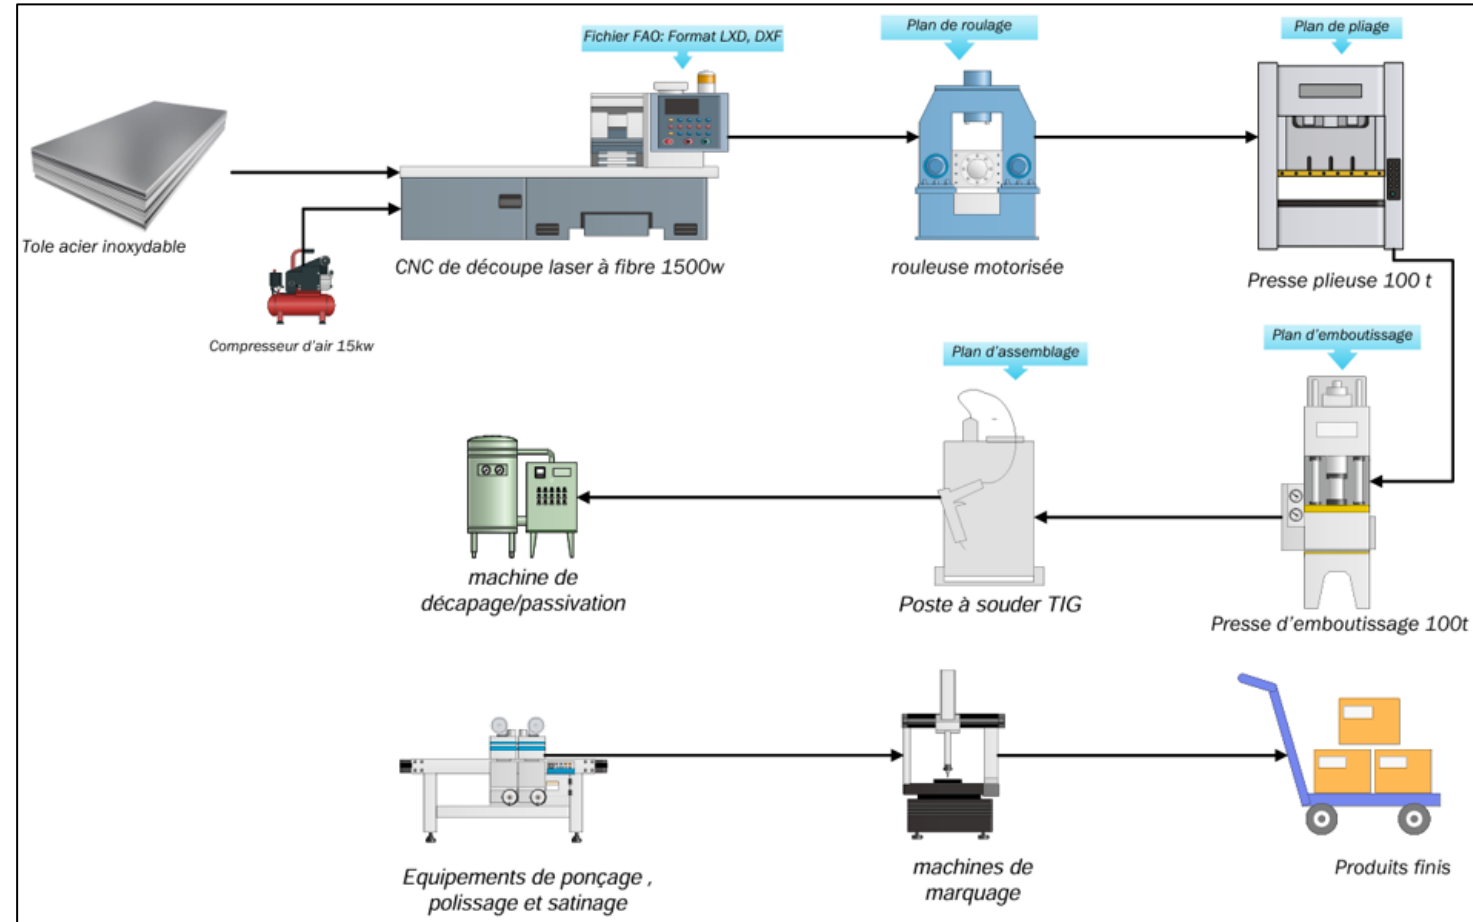 Fichier FAO: Format LXD, DXF
Plan de roulage
Plan de pliage
Tole acier inoxydable
CNC de découpe laser à fibre 1500w
rouleuse motorisée
Presse plieuse 100 t
Compresseur d'air 15kw
Plan d'assemblage
Plan d'emboutissage
machine de
décapage/passivation
Poste à souder TIG
Presse d'emboutissage 100t
Equipements de ponçage ,
polissage et satinage
machines de
marquage
Produits finis